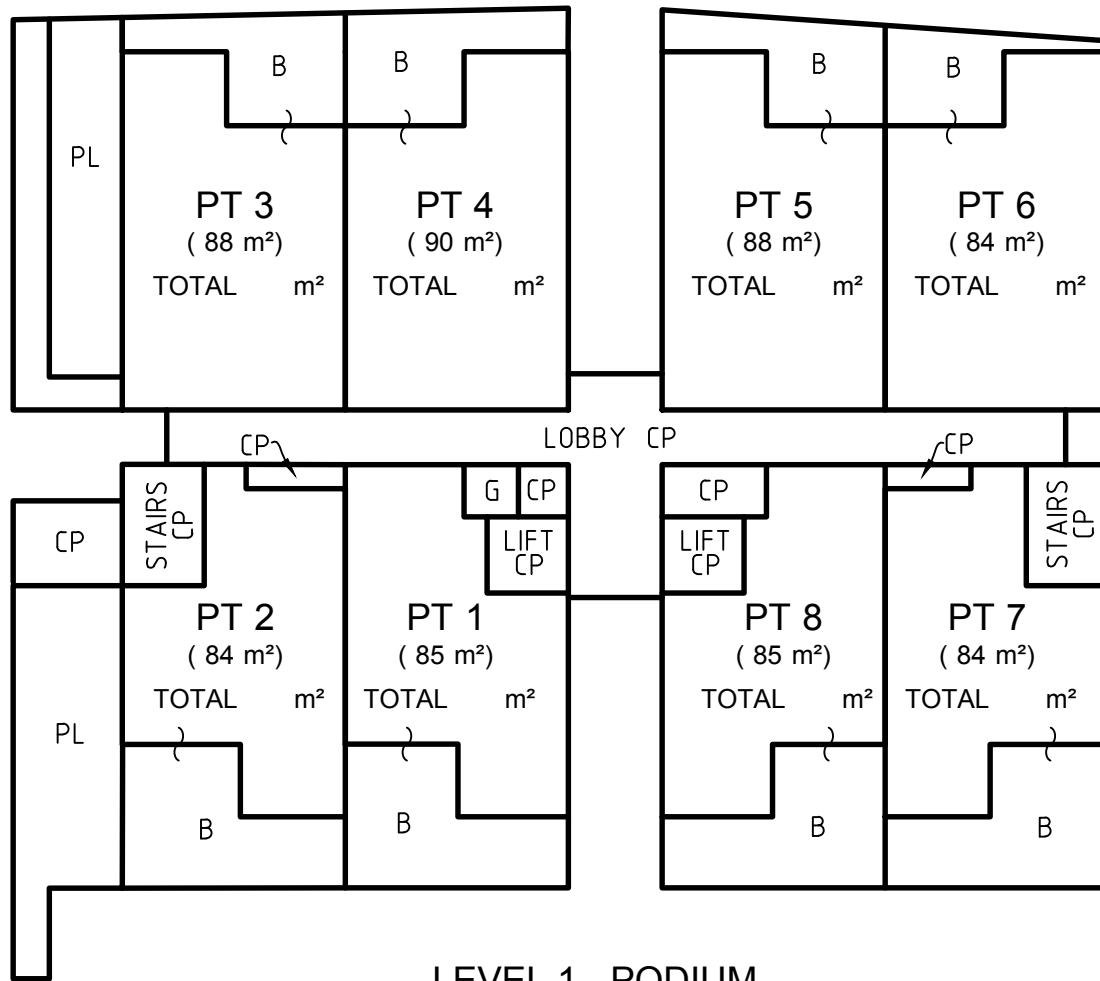 B B B B
PL
PT 3 PT 4 PT 5 PT 6
( 88 m²) ( 90 m²) ( 88 m²) ( 84 m²)
TOTAL m² TOTAL m² TOTAL m² TOTAL m²
LOBBY CP
CP CP
STAIRS CP G CP CP STAIRS CP
CP LIFT CP LIFT CP
PT 2 PT 1 PT 8 PT 7
( 84 m²) ( 85 m²) ( 85 m²) ( 84 m²)
TOTAL m² TOTAL m² TOTAL m² TOTAL m²
PL
B B B B
LEVEL 1 PODIUM